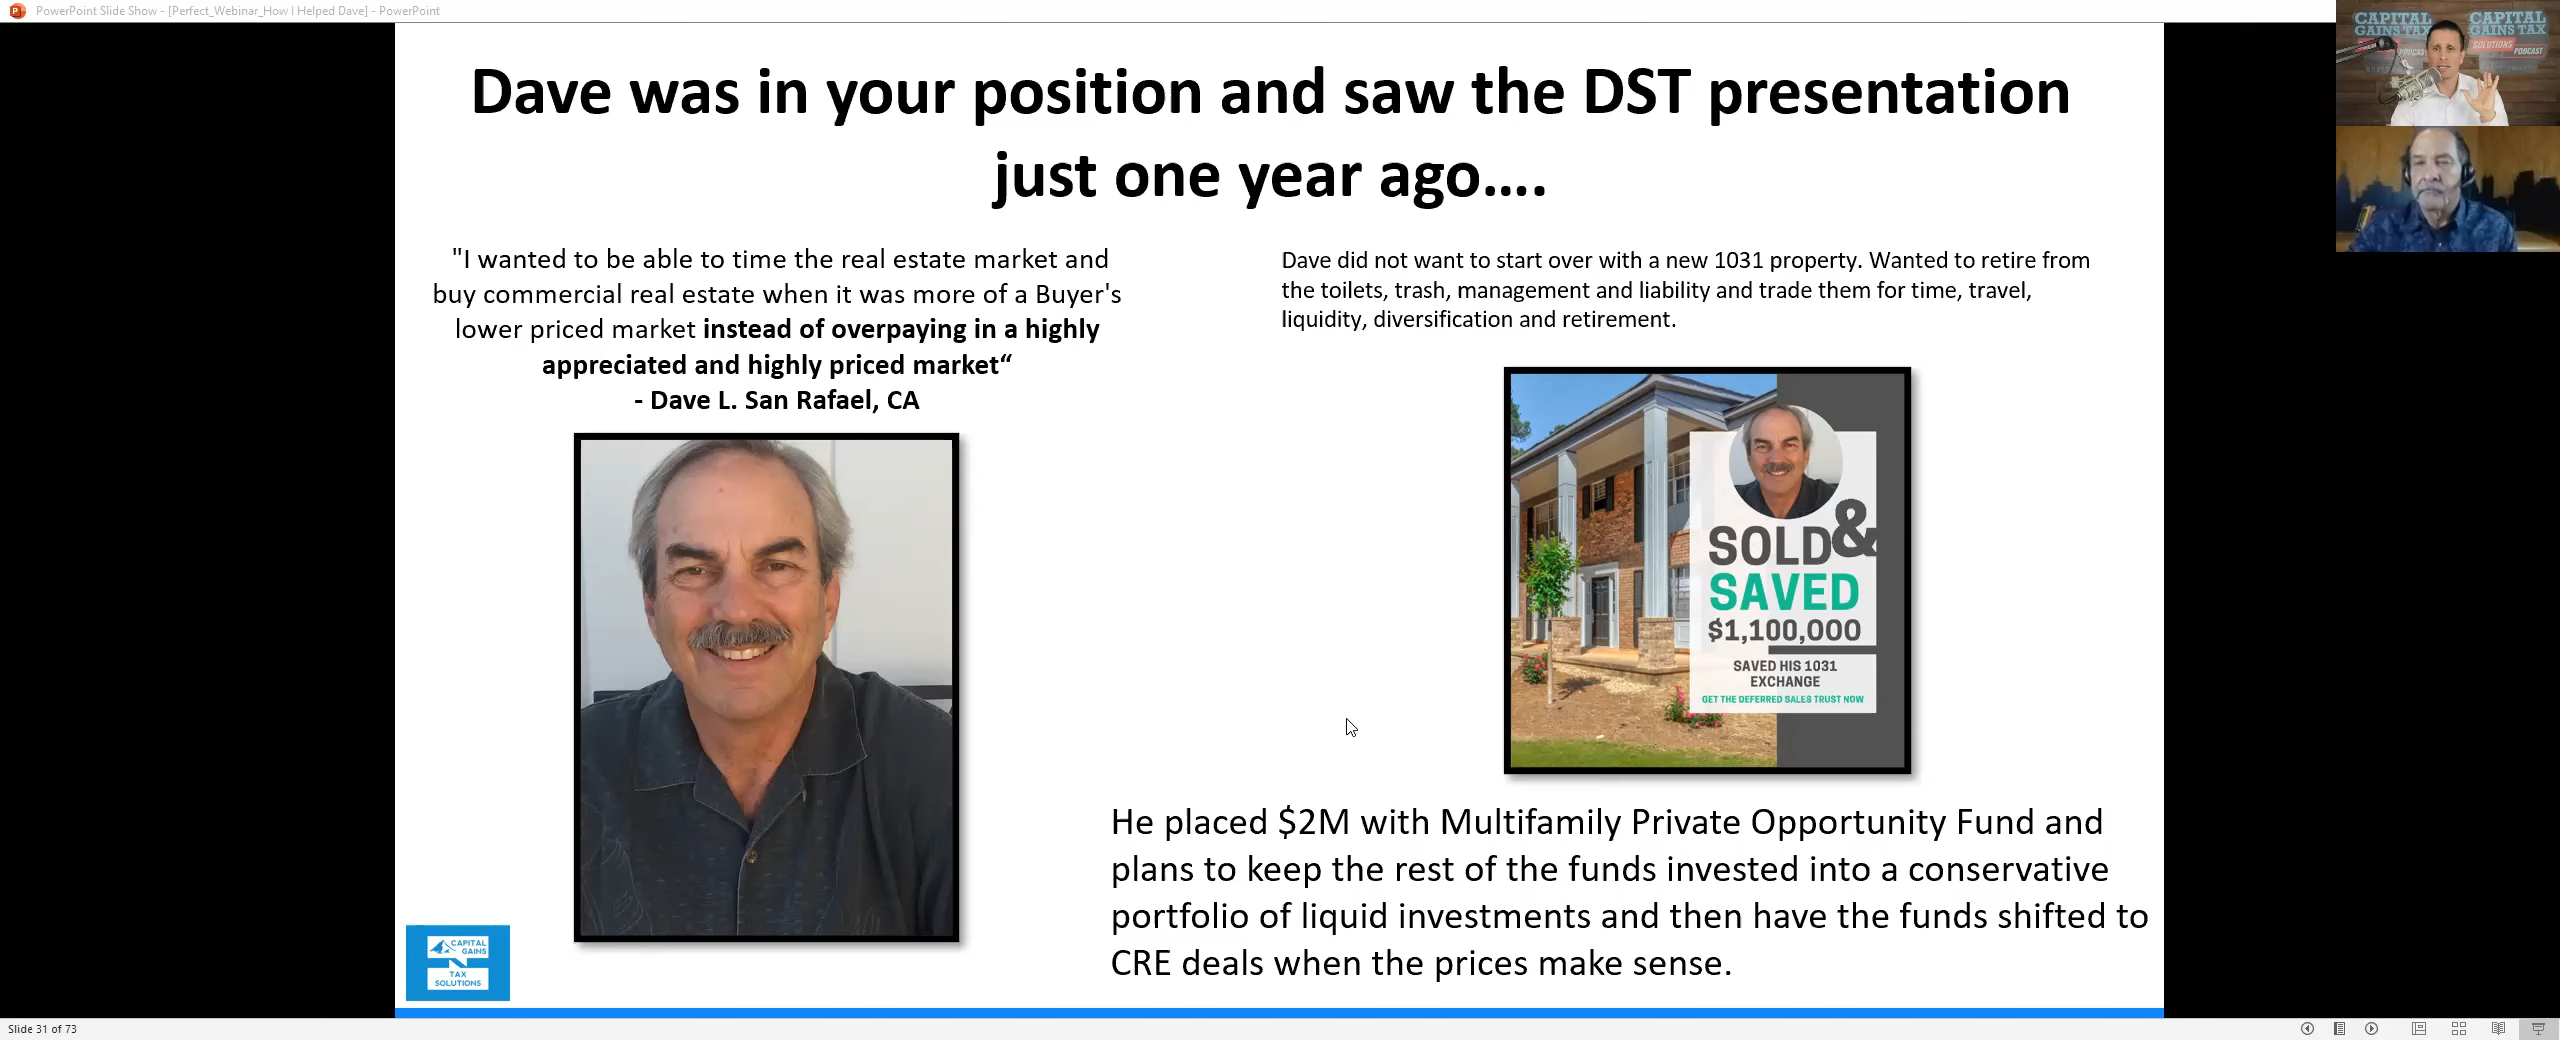 PowerPoint Slide Show - [Perfect_Webinar_How I Helped Dave] - PowerPoint
CAPITAL
GAINS TAX
PODCAST
CAPITAL
GAINS TAX
SOLUTIONS
PODCAST
Dave was in your position and saw the DST presentation
just one year ago….
"I wanted to be able to time the real estate market and
buy commercial real estate when it was more of a Buyer's
lower priced market instead of overpaying in a highly
appreciated and highly priced market“
- Dave L. San Rafael, CA
Dave did not want to start over with a new 1031 property. Wanted to retire from
the toilets, trash, management and liability and trade them for time, travel,
liquidity, diversification and retirement.
SOLD &
SAVED
$1,100,000
SAVED HIS 1031
EXCHANGE
GET THE DEFERRED SALES TRUST NOW
He placed $2M with Multifamily Private Opportunity Fund and
plans to keep the rest of the funds invested into a conservative
portfolio of liquid investments and then have the funds shifted to
CRE deals when the prices make sense.
CAPITAL
GAINS
TAX
SOLUTIONS
Slide 31 of 73